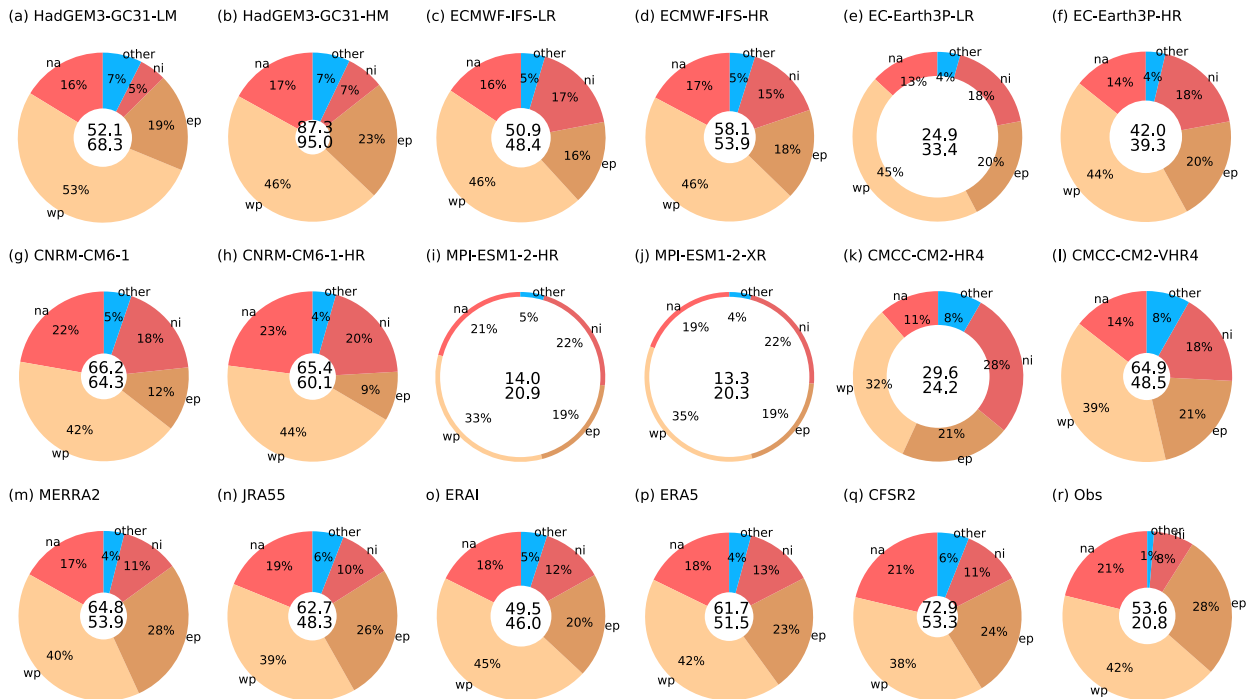 (a) HadGEM3-GC31-LM
other
na
ni
7%
16%
5%
19%
ep
52.1
68.3
53%
wp
(b) HadGEM3-GC31-HM
other
na
ni
7%
17%
7%
23%
ep
87.3
95.0
46%
wp
(c) ECMWF-IFS-LR
other
na
ni
5%
16%
17%
50.9
48.4
16%
ep
46%
wp
(d) ECMWF-IFS-HR
other
na
ni
5%
17%
15%
58.1
53.9
18%
ep
46%
wp
(e) EC-Earth3P-LR
other
na
ni
4%
13%
18%
24.9
33.4
20%
ep
45%
wp
(f) EC-Earth3P-HR
other
na
ni
4%
14%
18%
42.0
39.3
20%
ep
44%
wp
(g) CNRM-CM6-1
other
na
ni
5%
22%
18%
66.2
64.3
12%
ep
42%
wp
(h) CNRM-CM6-1-HR
other
na
ni
4%
23%
20%
65.4
60.1
9%
ep
44%
wp
(i) MPI-ESM1-2-HR
other
na
ni
5%
21%
22%
14.0
20.9
19%
33%
ep
wp
(j) MPI-ESM1-2-XR
other
na
ni
4%
19%
22%
13.3
20.3
19%
35%
ep
wp
(k) CMCC-CM2-HR4
other
na
ni
8%
11%
28%
29.6
24.2
32%
wp
21%
ep
(l) CMCC-CM2-VHR4
other
na
ni
8%
14%
18%
64.9
48.5
21%
ep
39%
wp
(m) MERRA2
other
na
ni
4%
17%
11%
64.8
53.9
28%
ep
40%
wp
(n) JRA55
other
na
ni
6%
19%
10%
62.7
48.3
26%
ep
39%
wp
(o) ERAI
other
na
ni
5%
18%
12%
49.5
46.0
20%
ep
45%
wp
(p) ERA5
other
na
ni
4%
18%
13%
61.7
51.5
23%
ep
42%
wp
(q) CFSR2
other
na
ni
6%
21%
11%
72.9
53.3
24%
ep
38%
wp
(r) Obs
other
na
ni
1%
8%
21%
28%
ep
53.6
20.8
42%
wp